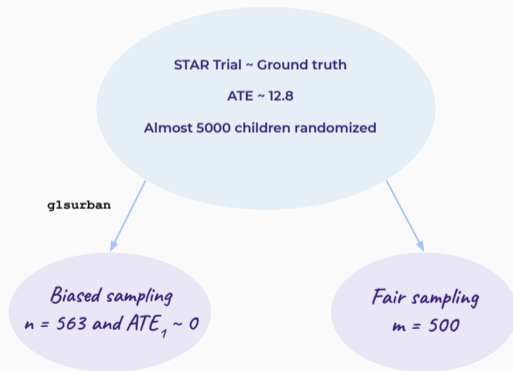 STAR Trial ~ Ground truth
ATE ~ 12.8
Almost 5000 children randomized
g1surban
Biased sampling
n = 563 and ATE₁ ~ 0
Fair sampling
m = 500